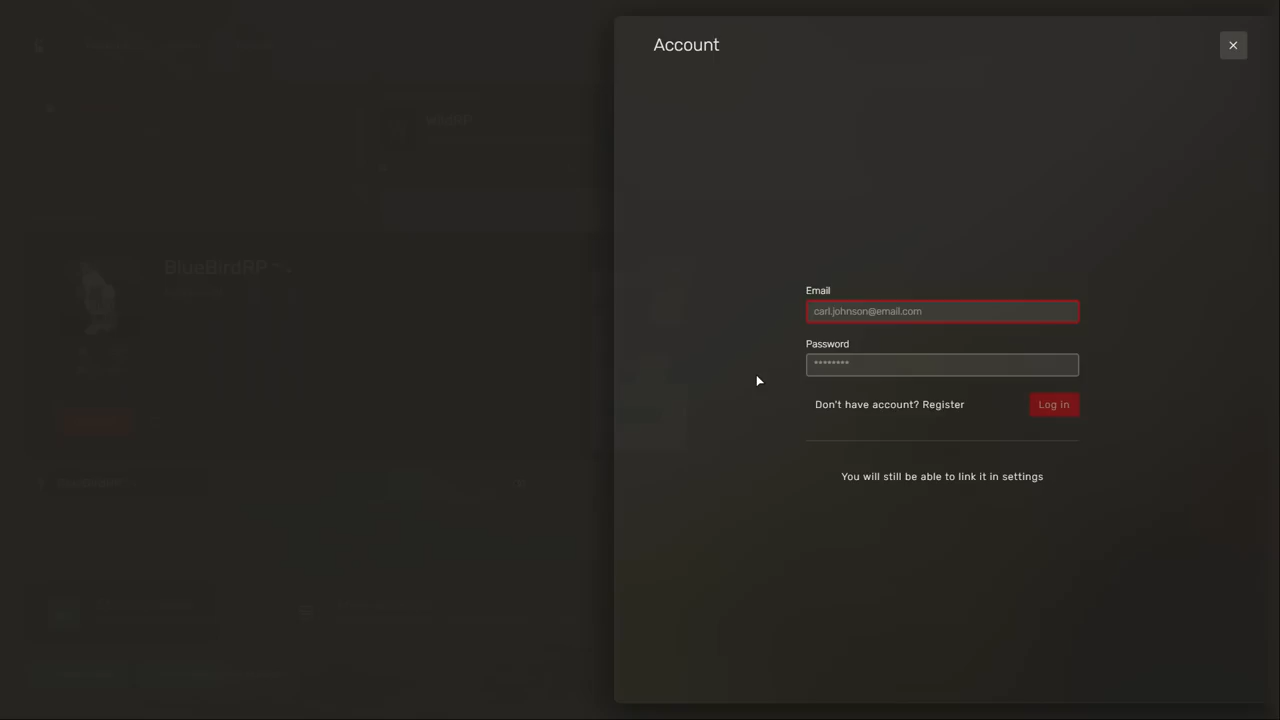 Account
BlueBirdRP
Email
carl.johnson@email.com
Password
********
Don't have account? Register
Log in
You will still be able to link it in settings